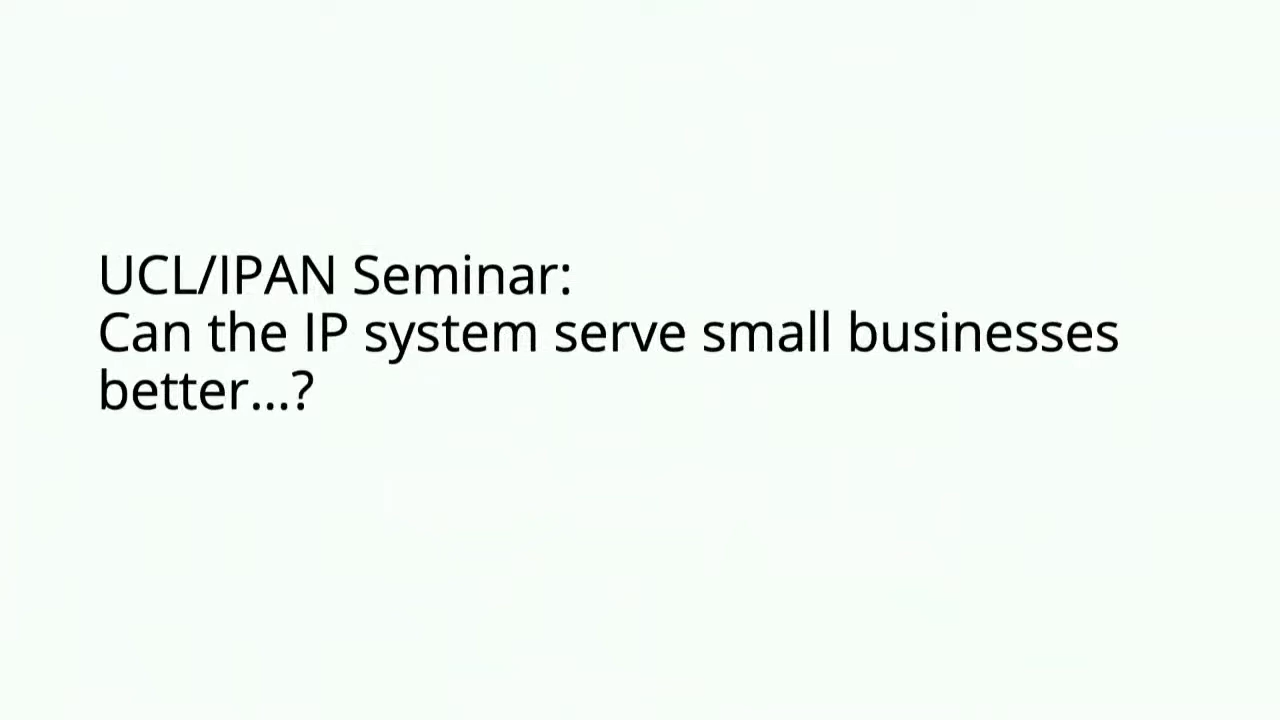 UCL/IPAN Seminar:
Can the IP system serve small businesses
better...?